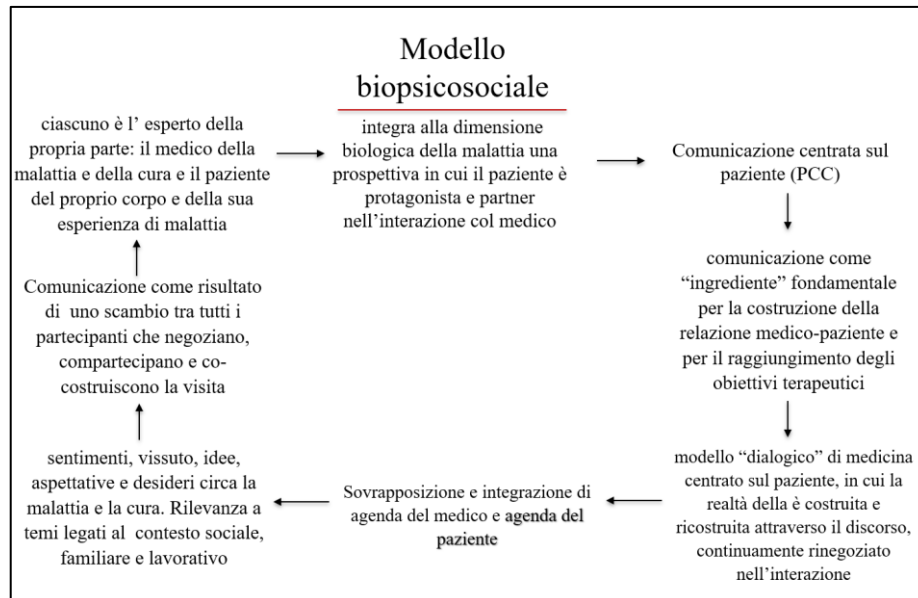 Modello
biopsicosociale
integra alla dimensione
biologica della malattia una
prospettiva in cui il paziente è
protagonista e partner
nell’interazione col medico
Comunicazione centrata sul
paziente (PCC)
comunicazione come
“ingrediente” fondamentale
per la costruzione della
relazione medico-paziente e
per il raggiungimento degli
obiettivi terapeutici
modello “dialogico” di medicina
centrato sul paziente, in cui la
realtà della è costruita e
ricostruita attraverso il discorso,
continuamente rinegoziato
nell’interazione
Sovrapposizione e integrazione di
agenda del medico e agenda del
paziente
sentimenti, vissuto, idee,
aspettative e desideri circa la
malattia e la cura. Rilevanza a
temi legati al contesto sociale,
familiare e lavorativo
Comunicazione come risultato
di uno scambio tra tutti i
partecipanti che negoziano,
compartecipano e co-
costruiscono la visita
ciascuno è l’ esperto della
propria parte: il medico della
malattia e della cura e il paziente
del proprio corpo e della sua
esperienza di malattia